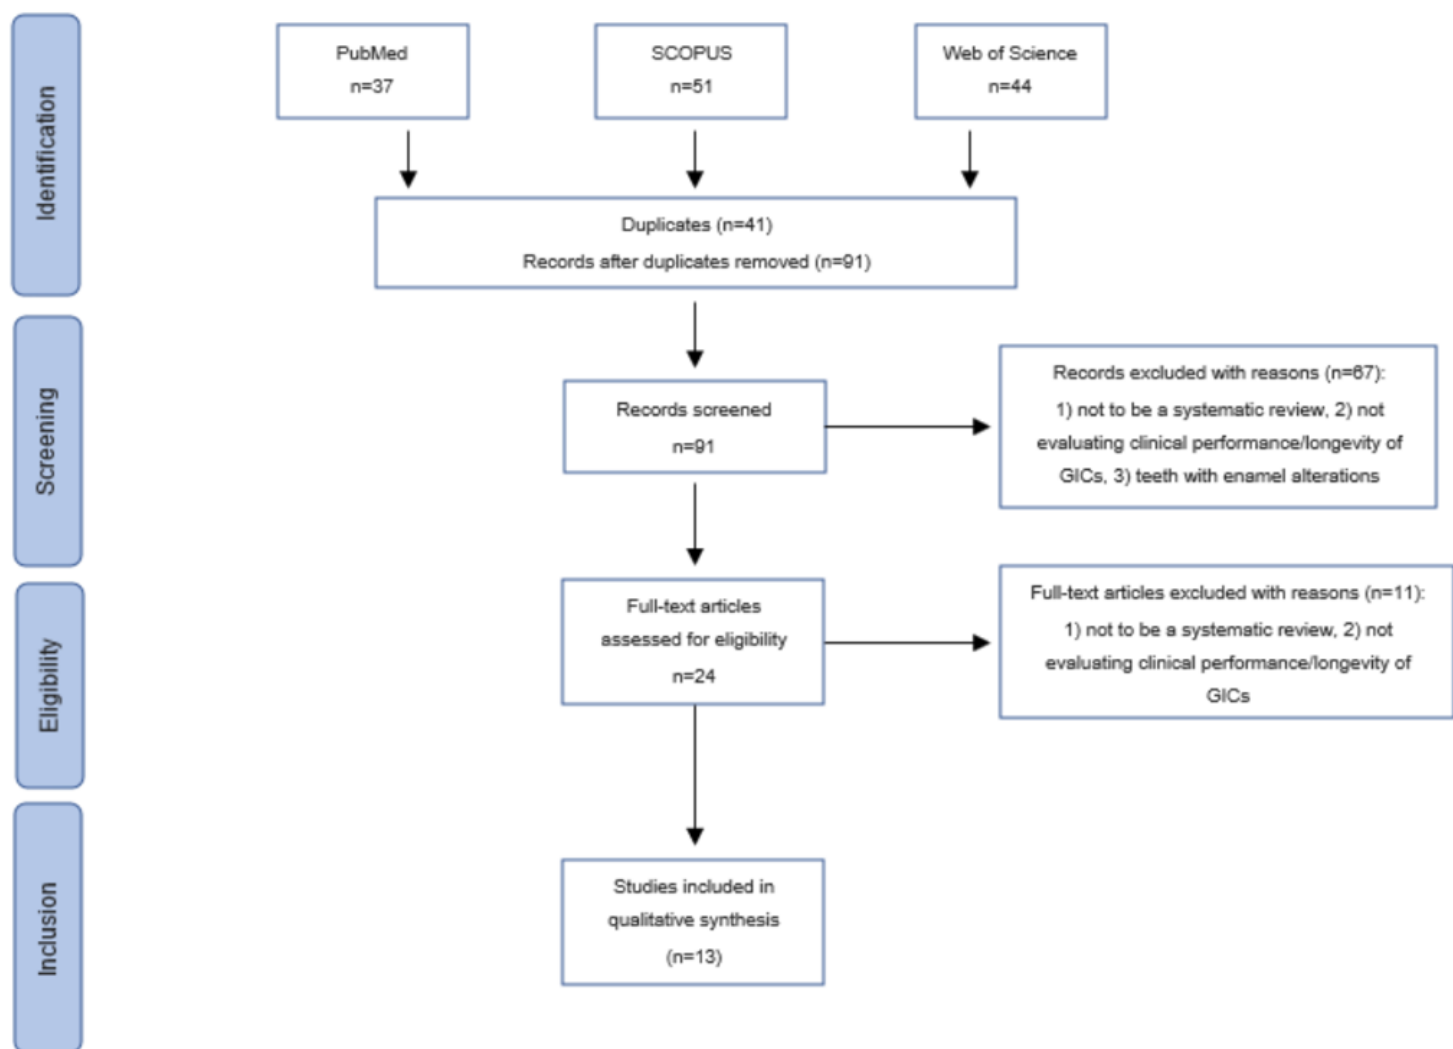 Identification
PubMed
n=37
SCOPUS
n=51
Web of Science
n=44
Duplicates (n=41)
Records after duplicates removed (n=91)
Screening
Records screened
n=91
Records excluded with reasons (n=67):
1) not to be a systematic review, 2) not
evaluating clinical performance/longevity of
GICs, 3) teeth with enamel alterations
Eligibility
Full-text articles
assessed for eligibility
n=24
Full-text articles excluded with reasons (n=11):
1) not to be a systematic review, 2) not
evaluating clinical performance/longevity of
GICs
Inclusion
Studies included in
qualitative synthesis
(n=13)